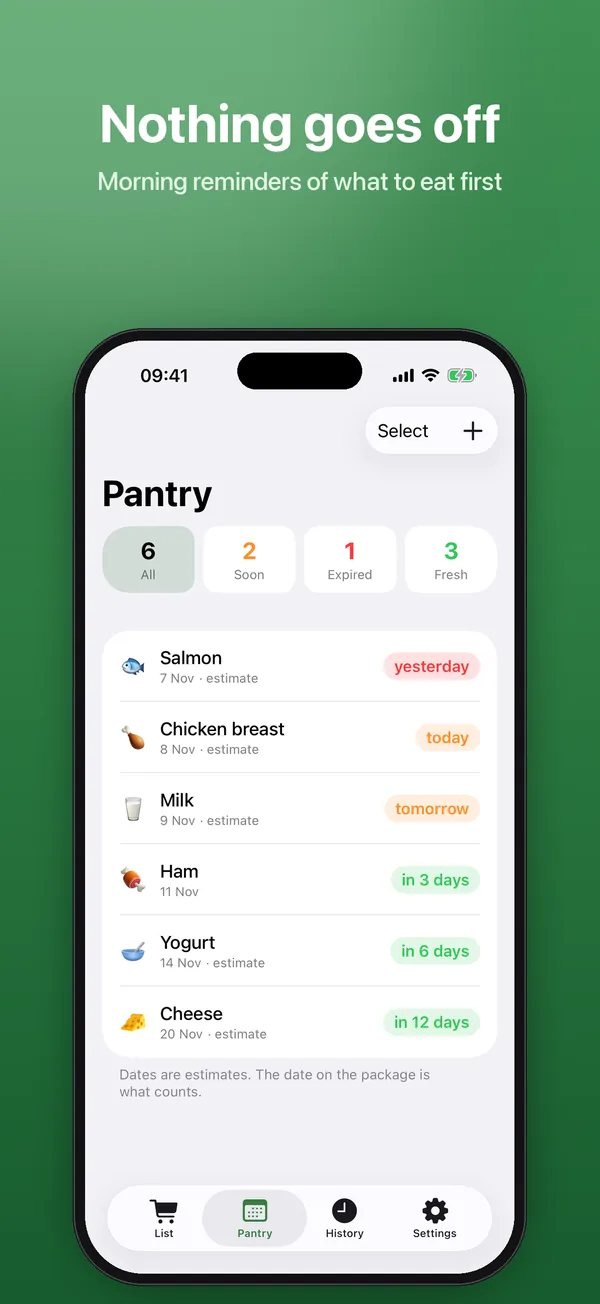 Nothing goes off
Morning reminders of what to eat first
09:41
Select
Pantry
6
All
2
Soon
1
Expired
3
Fresh
Salmon
7 Nov · estimate
yesterday
Chicken breast
8 Nov · estimate
today
Milk
9 Nov · estimate
tomorrow
Ham
11 Nov
in 3 days
Yogurt
14 Nov · estimate
in 6 days
Cheese
20 Nov · estimate
in 12 days
Dates are estimates. The date on the package is
what counts.
List
Pantry
History
Settings